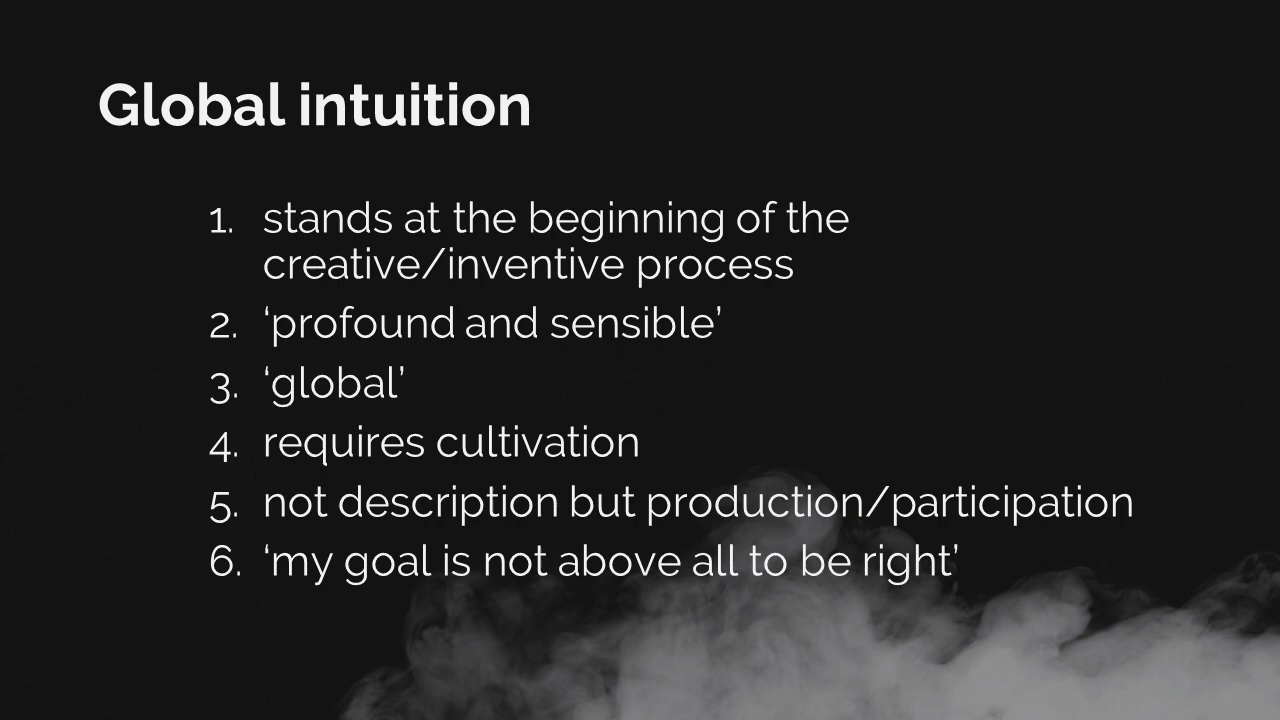 Global intuition
1. stands at the beginning of the
creative/inventive process
2. ‘profound and sensible’
3. ‘global’
4. requires cultivation
5. not description but production/participation
6. ‘my goal is not above all to be right’